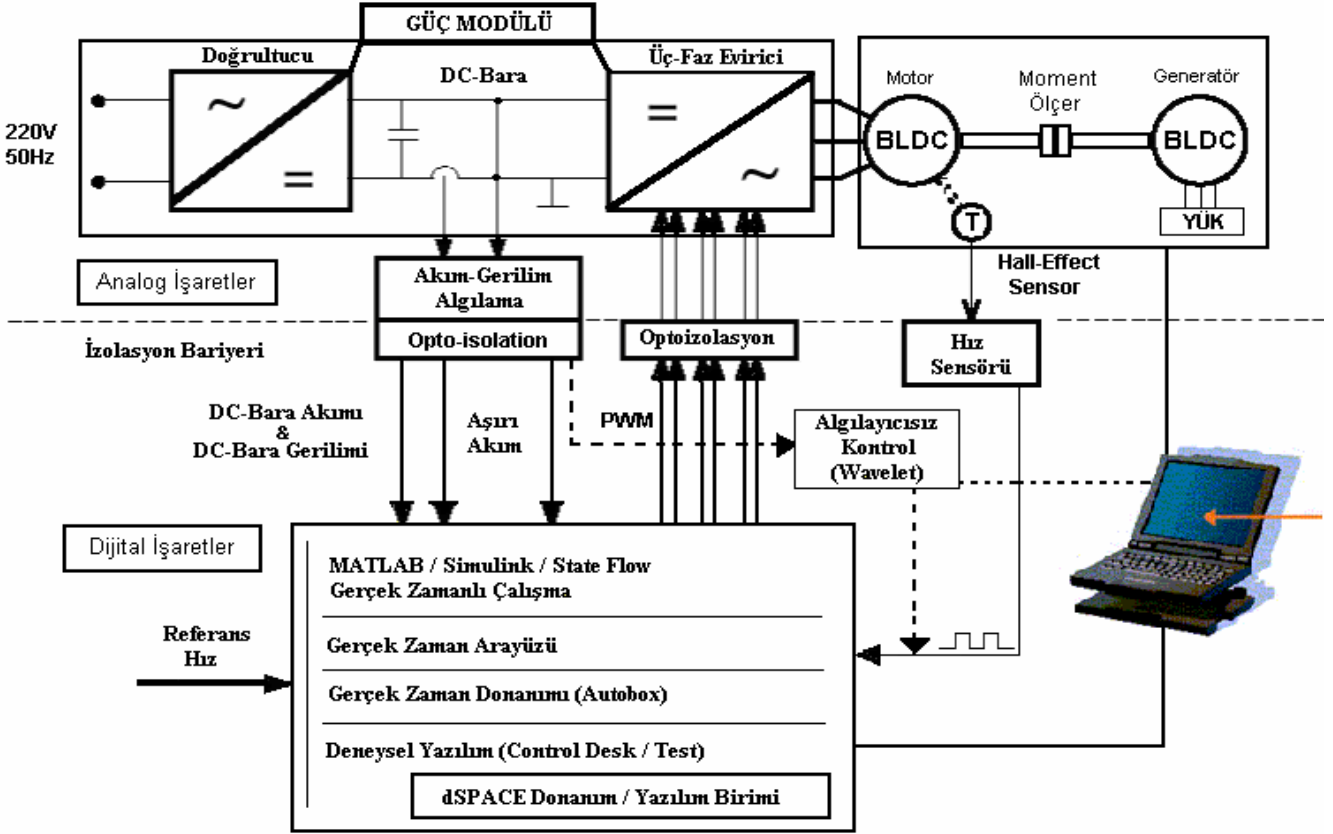 GÜÇ MODÜLÜ
Doğrultucu
DC-Bara
Üç-Faz Evirici
Motor
Moment
Ölçer
Generatör
220V
50Hz
~
=
=
~
BLDC
BLDC
T
YÜK
Hall-Effect
Sensor
Analog İşaretler
Akım-Gerilim
Algılama
Opto-isolation
Optoizolasyon
Hız
Sensörü
İzolasyon Bariyeri
DC-Bara Akımı
&
DC-Bara Gerilimi
Aşırı
Akım
PWM
Algılayıcısız
Kontrol
(Wavelet)
Dijital İşaretler
MATLAB / Simulink / State Flow
Gerçek Zamanlı Çalışma
Referans
Hız
Gerçek Zaman Arayüzü
Gerçek Zaman Donanımı (Autobox)
Deneysel Yazılım (Control Desk / Test)
dSPACE Donanım / Yazılım Birimi